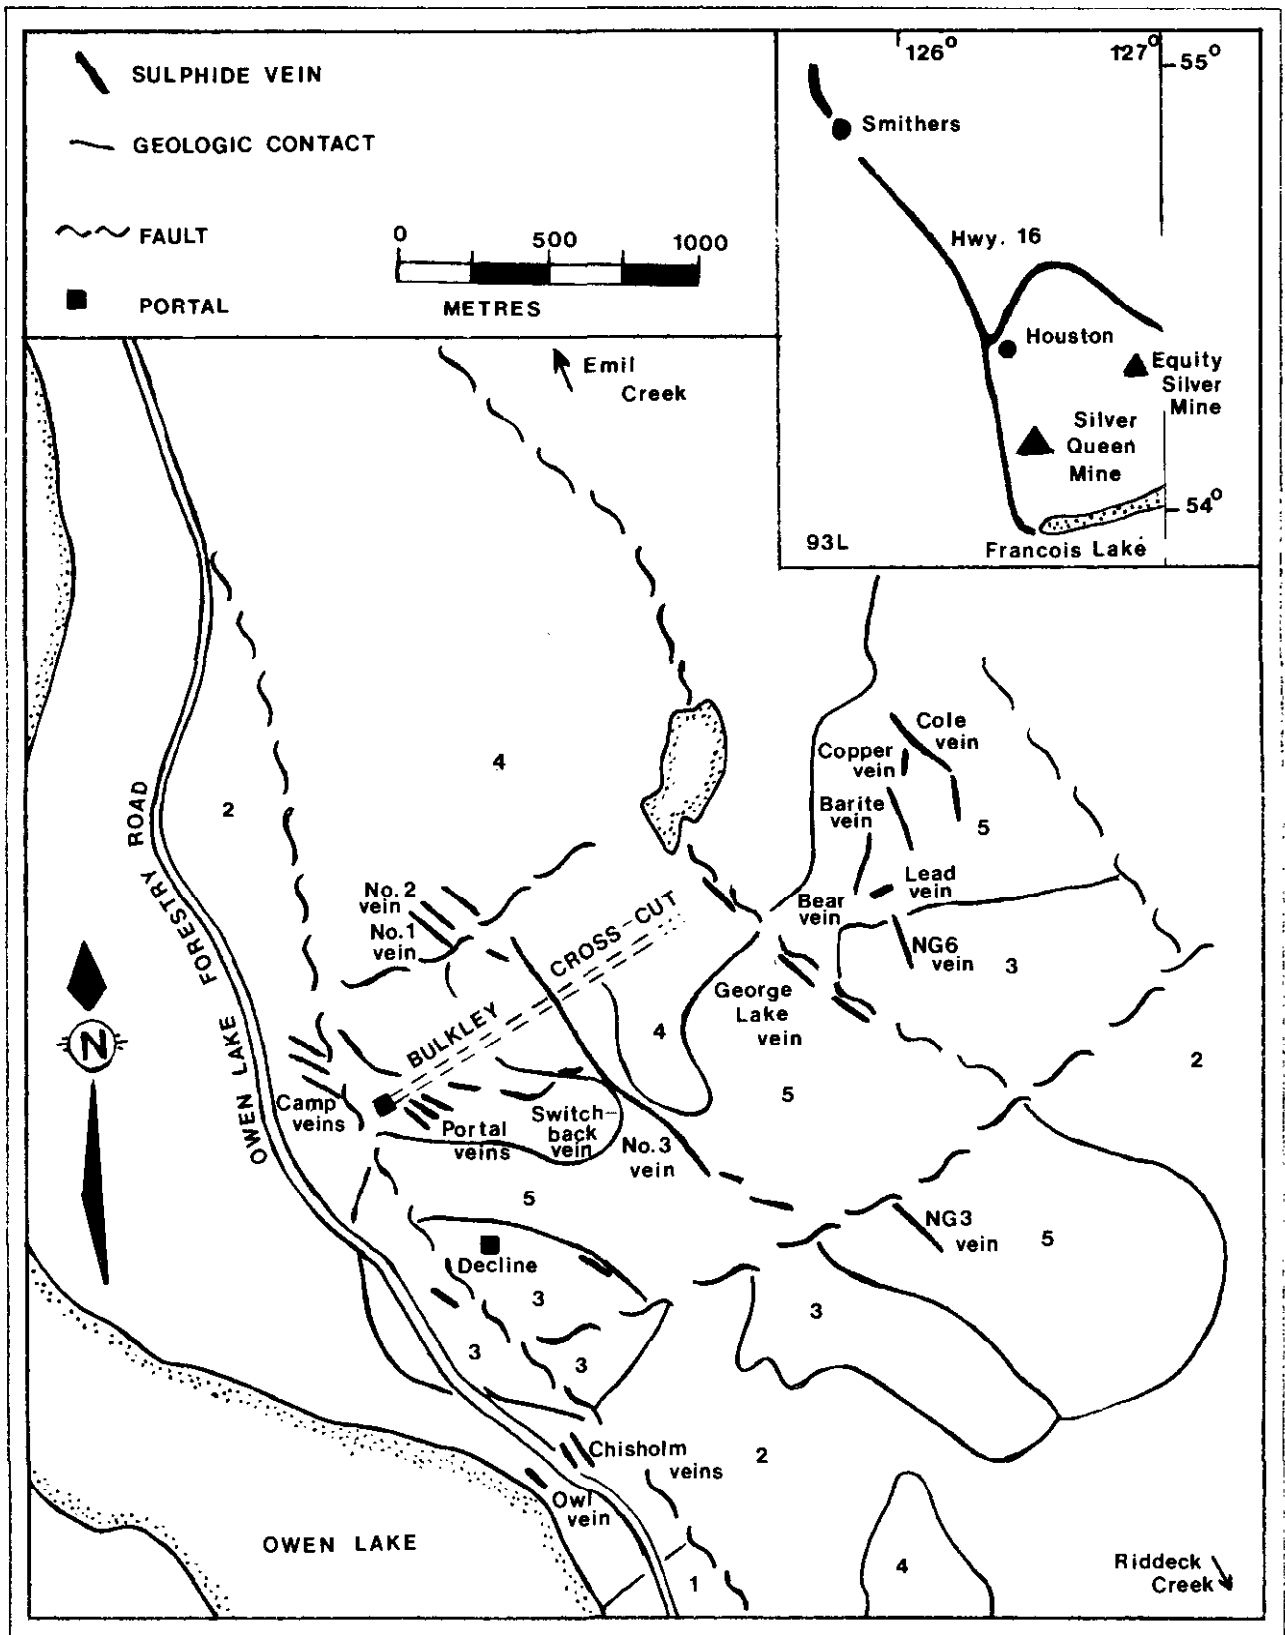 SULPHIDE VEIN
GEOLOGIC CONTACT
FAULT
PORTAL
0 500 1000
METRES
126° 127°
55°
Smithers
Hwy. 16
Houston
Equity
Silver
Mine
Silver
Queen
Mine
54°
93L
Francois Lake
Emil
Creek
4
2
OWEN LAKE FORESTRY ROAD
Cole
vein
Copper
vein
Barite
vein
5
Lead
vein
Bear
vein
NG6
vein
3
No.2
vein
No.1
vein
BULKLEY CROSS-CUT
George
Lake
vein
4
2
5
N
Camp
veins
Portal
veins
Switch-
back
vein
No.3
vein
5
NG3
vein
5
Decline
3
3
3
3
Chisholm
veins
2
Owl
vein
OWEN LAKE
1
4
Riddeck
Creek